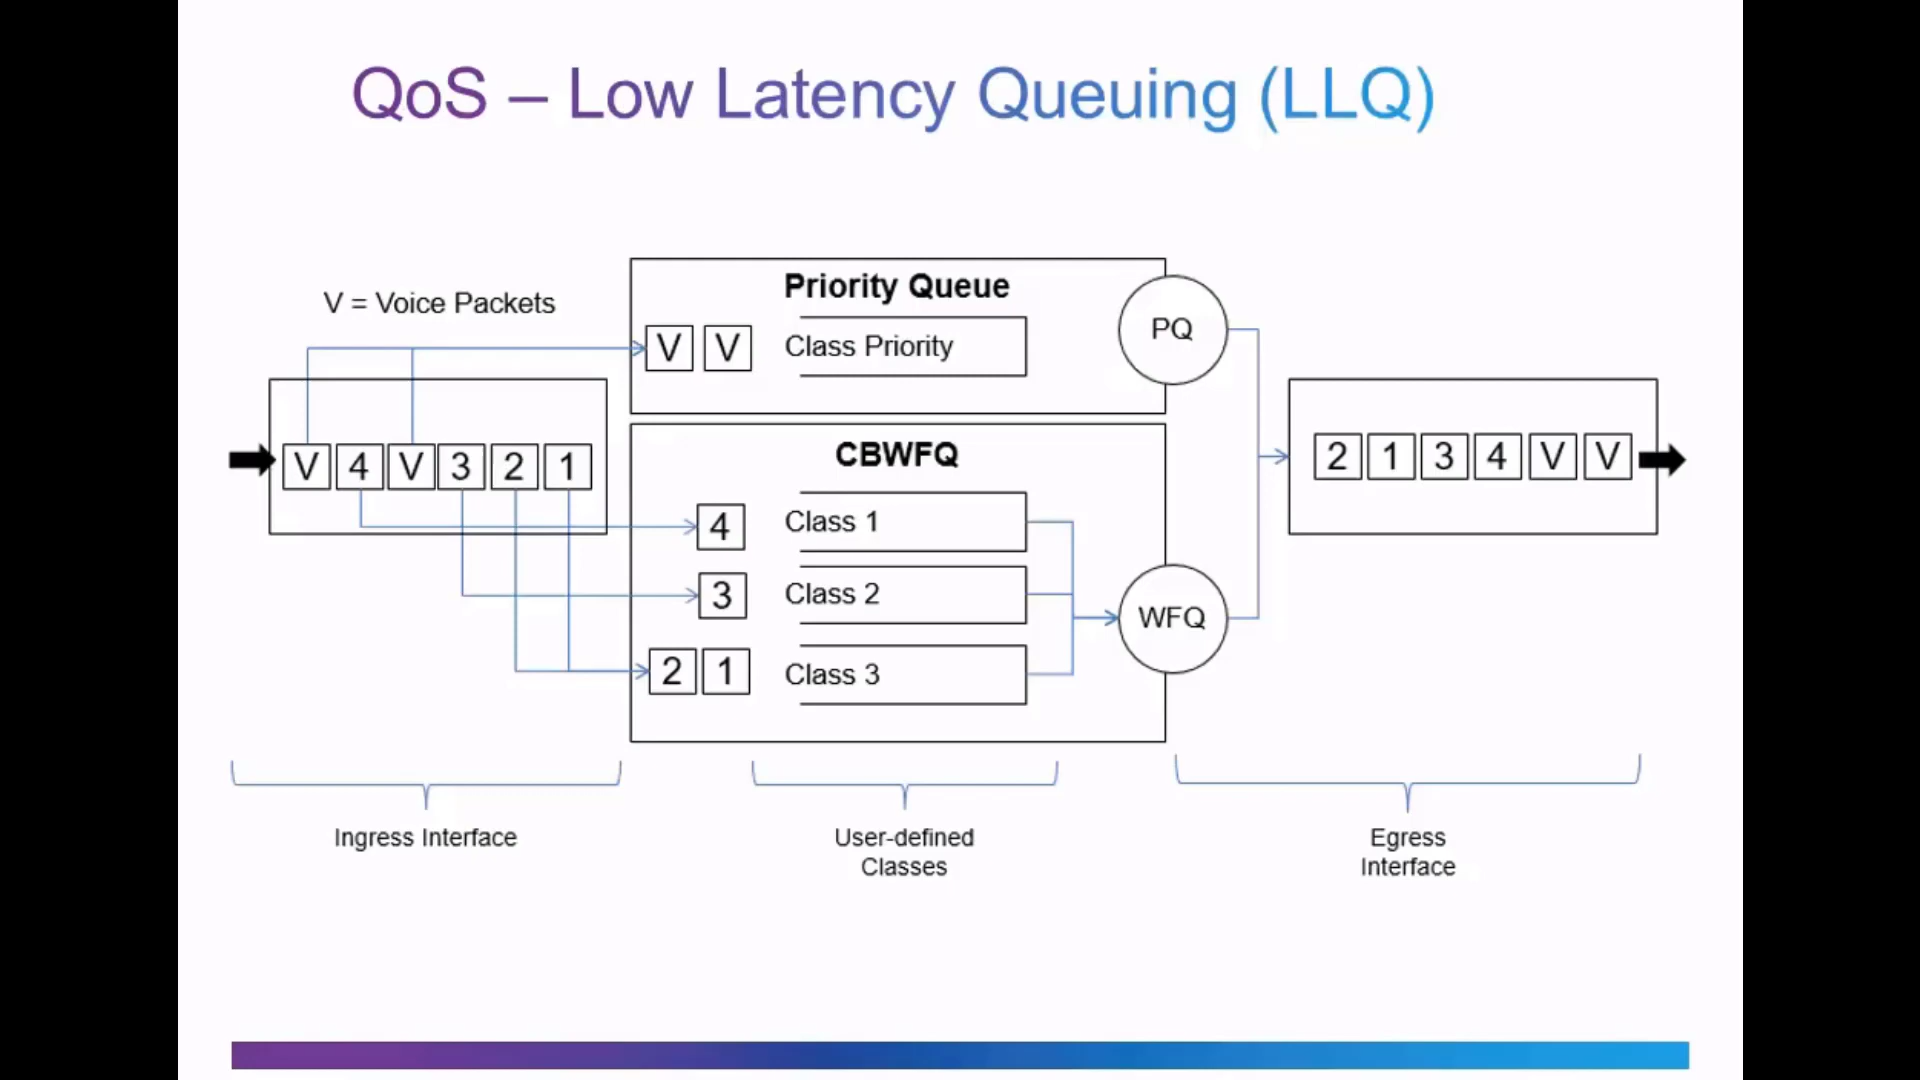 QoS – Low Latency Queuing (LLQ)
V = Voice Packets
V 4 V 3 2 1
Priority Queue
V V Class Priority
PQ
CBWFQ
4 Class 1
3 Class 2
2 1 Class 3
WFQ
2 1 3 4 V V
Ingress Interface
User-defined
Classes
Egress
Interface